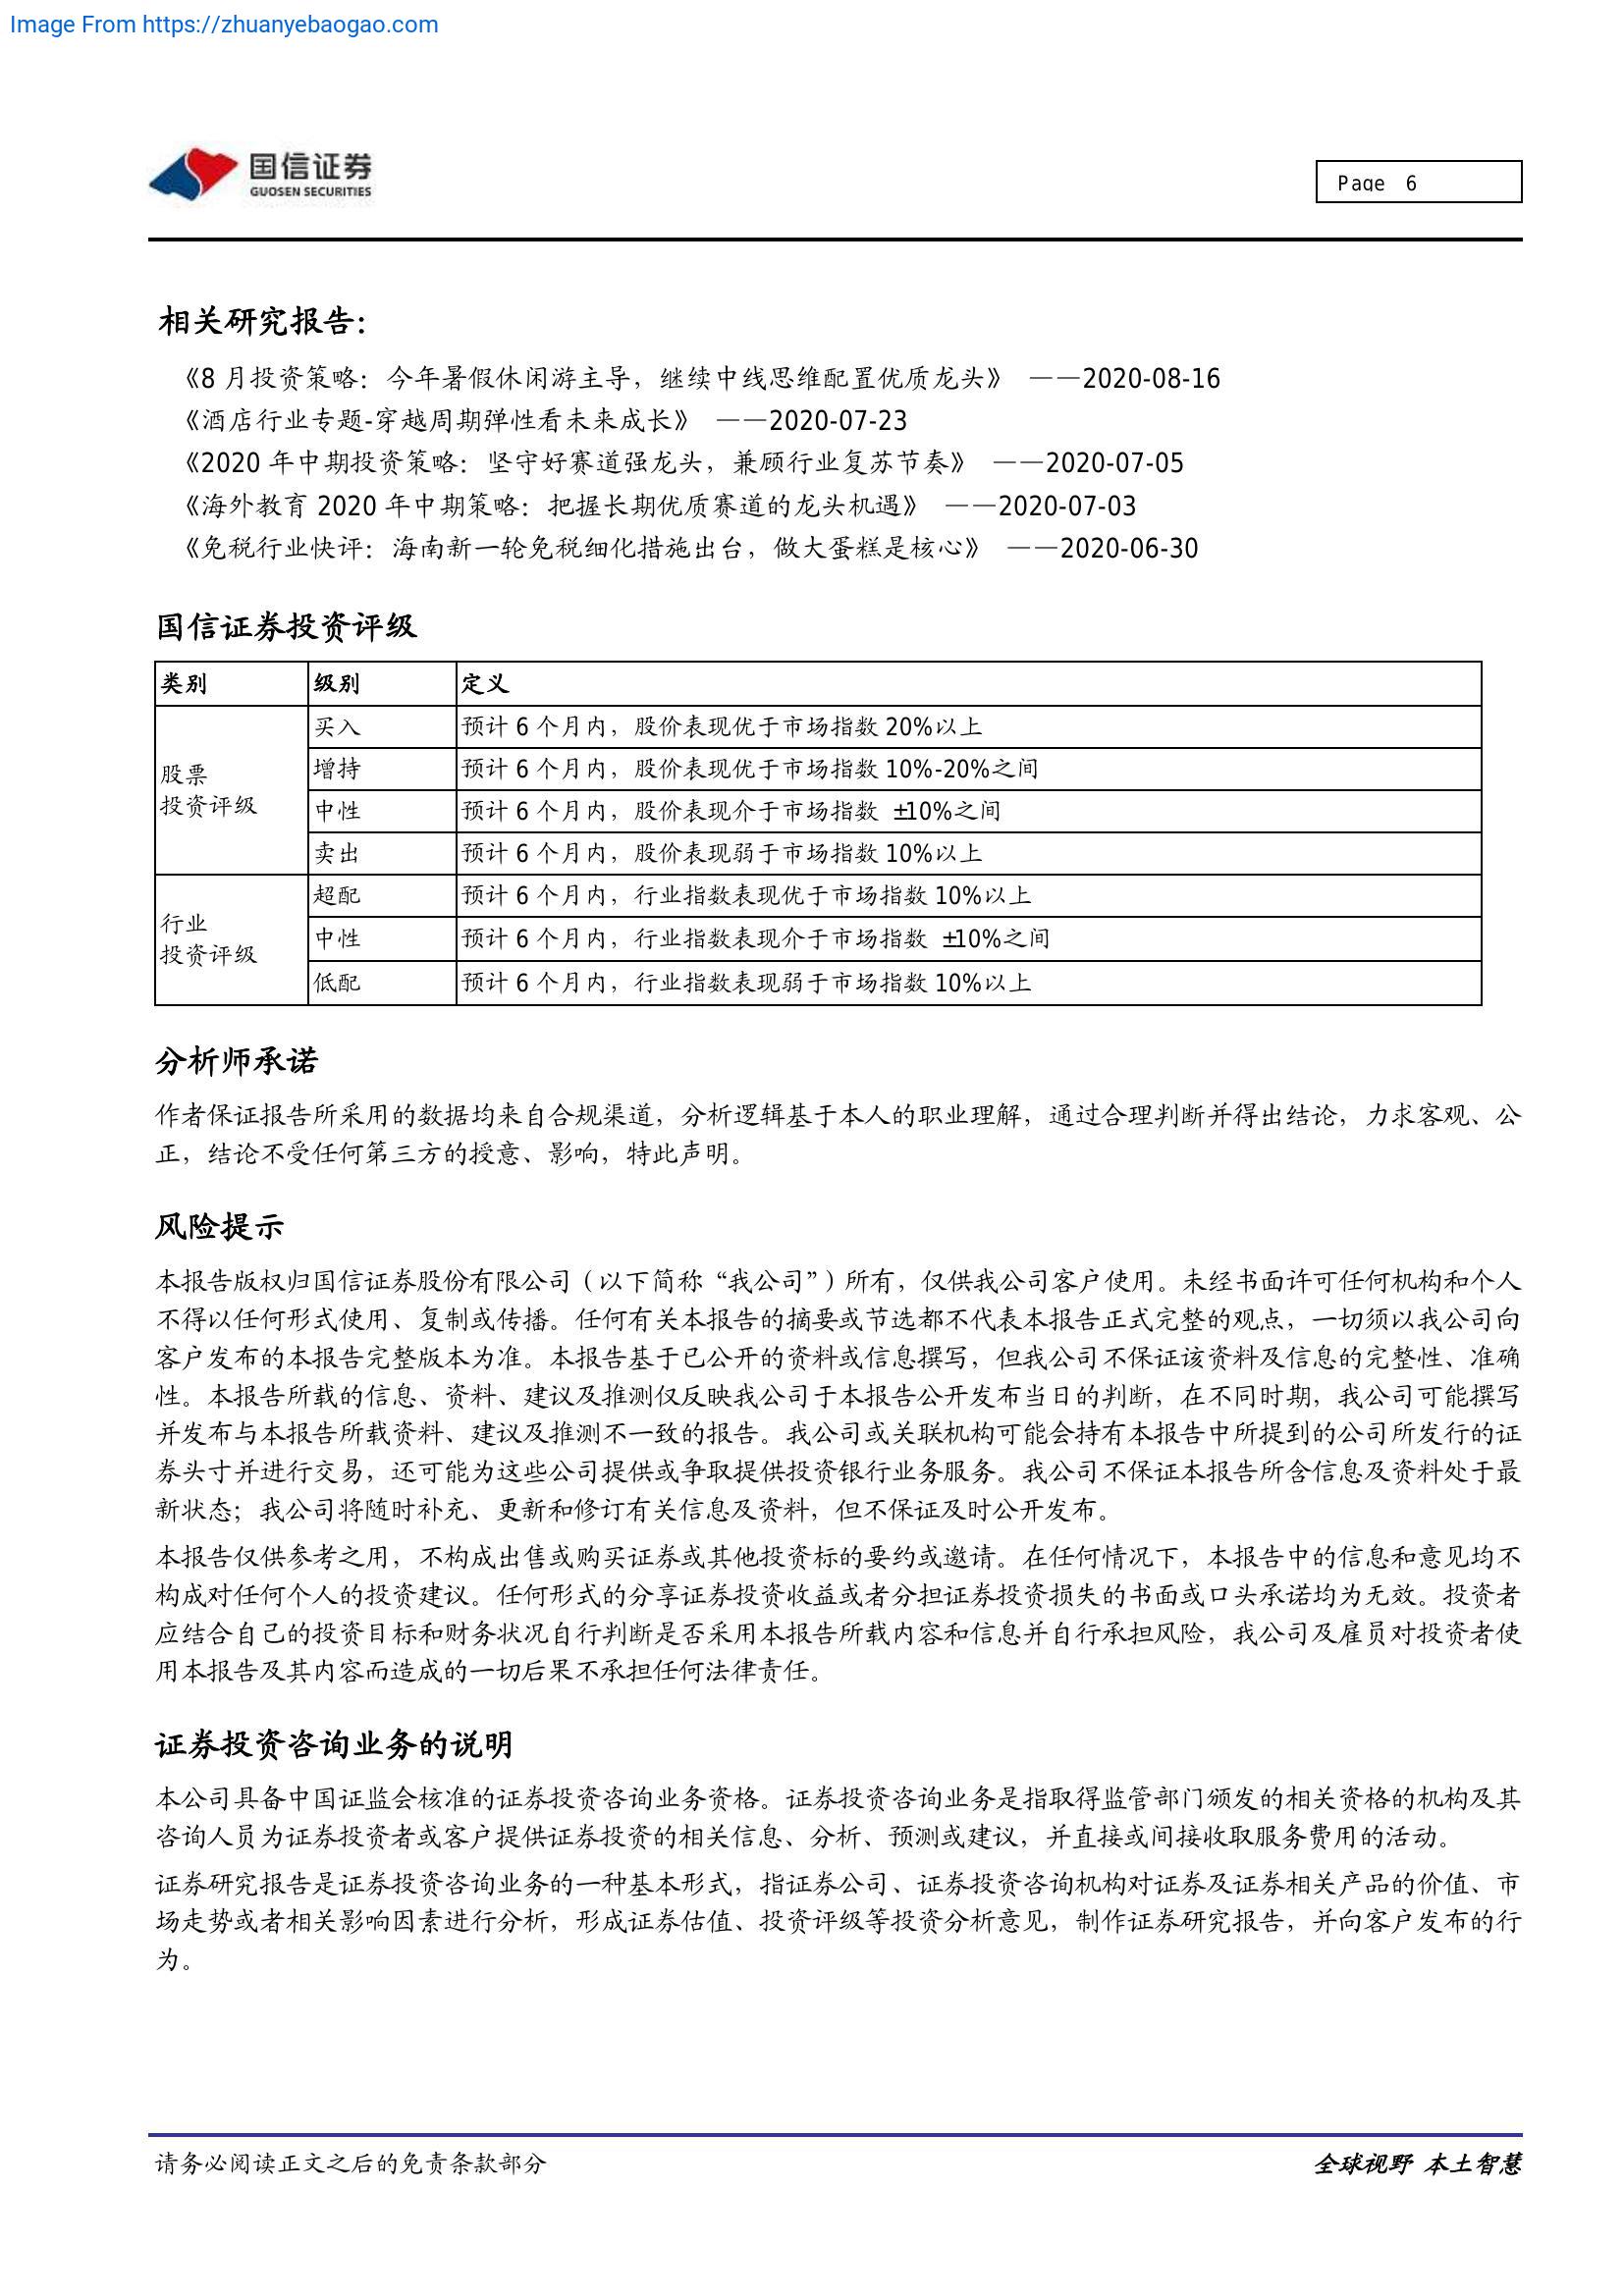 Image From https://zhuanyebaogao.com
国信证券
GUOSEN SECURITIES
Page 6
相关研究报告：
《8 月投资策略：今年暑假休闲游主导，继续中线思维配置优质龙头》 ——2020-08-16
《酒店行业专题-穿越周期弹性看未来成长》 ——2020-07-23
《2020 年中期投资策略：坚守好赛道强龙头，兼顾行业复苏节奏》 ——2020-07-05
《海外教育 2020 年中期策略：把握长期优质赛道的龙头机遇》 ——2020-07-03
《免税行业快评：海南新一轮免税细化措施出台，做大蛋糕是核心》 ——2020-06-30
国信证券投资评级
类别 级别 定义
股票
投资评级
买入 预计 6 个月内，股价表现优于市场指数 20%以上
增持 预计 6 个月内，股价表现优于市场指数 10%-20%之间
中性 预计 6 个月内，股价表现介于市场指数 ±10%之间
卖出 预计 6 个月内，股价表现弱于市场指数 10%以上
行业
投资评级
超配 预计 6 个月内，行业指数表现优于市场指数 10%以上
中性 预计 6 个月内，行业指数表现介于市场指数 ±10%之间
低配 预计 6 个月内，行业指数表现弱于市场指数 10%以上
分析师承诺
作者保证报告所采用的数据均来自合规渠道，分析逻辑基于本人的职业理解，通过合理判断并得出结论，力求客观、公
正，结论不受任何第三方的授意、影响，特此声明。
风险提示
本报告版权归国信证券股份有限公司（以下简称“我公司”）所有，仅供我公司客户使用。未经书面许可任何机构和个人
不得以任何形式使用、复制或传播。任何有关本报告的摘要或节选都不代表本报告正式完整的观点，一切须以我公司向
客户发布的本报告完整版本为准。本报告基于已公开的资料或信息撰写，但我公司不保证该资料及信息的完整性、准确
性。本报告所载的信息、资料、建议及推测仅反映我公司于本报告公开发布当日的判断，在不同时期，我公司可能撰写
并发布与本报告所载资料、建议及推测不一致的报告。我公司或关联机构可能会持有本报告中所提到的公司所发行的证
券头寸并进行交易，还可能为这些公司提供或争取提供投资银行业务服务。我公司不保证本报告所含信息及资料处于最
新状态；我公司将随时补充、更新和修订有关信息及资料，但不保证及时公开发布。
本报告仅供参考之用，不构成出售或购买证券或其他投资标的要约或邀请。在任何情况下，本报告中的信息和意见均不
构成对任何个人的投资建议。任何形式的分享证券投资收益或者分担证券投资损失的书面或口头承诺均为无效。投资者
应结合自己的投资目标和财务状况自行判断是否采用本报告所载内容和信息并自行承担风险，我公司及雇员对投资者使
用本报告及其内容而造成的一切后果不承担任何法律责任。
证券投资咨询业务的说明
本公司具备中国证监会核准的证券投资咨询业务资格。证券投资咨询业务是指取得监管部门颁发的相关资格的机构及其
咨询人员为证券投资者或客户提供证券投资的相关信息、分析、预测或建议，并直接或间接收取服务费用的活动。
证券研究报告是证券投资咨询业务的一种基本形式，指证券公司、证券投资咨询机构对证券及证券相关产品的价值、市
场走势或者相关影响因素进行分析，形成证券估值、投资评级等投资分析意见，制作证券研究报告，并向客户发布的行
为。
请务必阅读正文之后的免责条款部分
全球视野 本土智慧